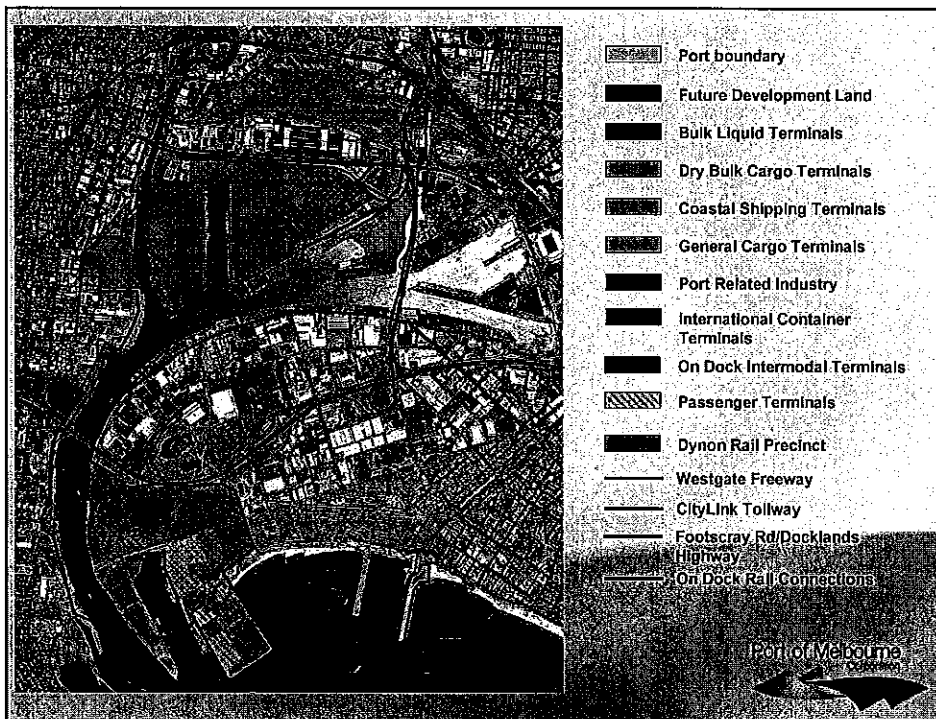 Port boundary
Future Development Land
Bulk Liquid Terminals
Dry Bulk Cargo Terminals
Coastal Shipping Terminals
General Cargo Terminals
Port Related Industry
International Container
Terminals
On Dock Intermodal Terminals
Passenger Terminals
Dynon Rail Precinct
Westgate Freeway
CityLink Tollway
Footscray Rd/Docklands
Highway
On Dock Rail Connections
Port of Melbourne
Corporation